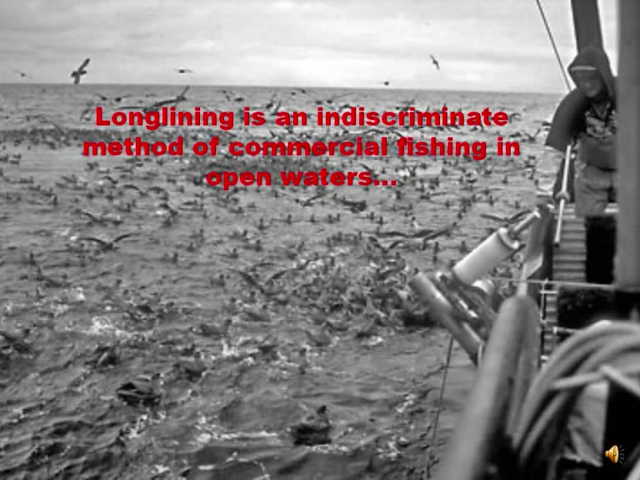 Longlining is an indiscriminate
method of commercial fishing in
open waters...